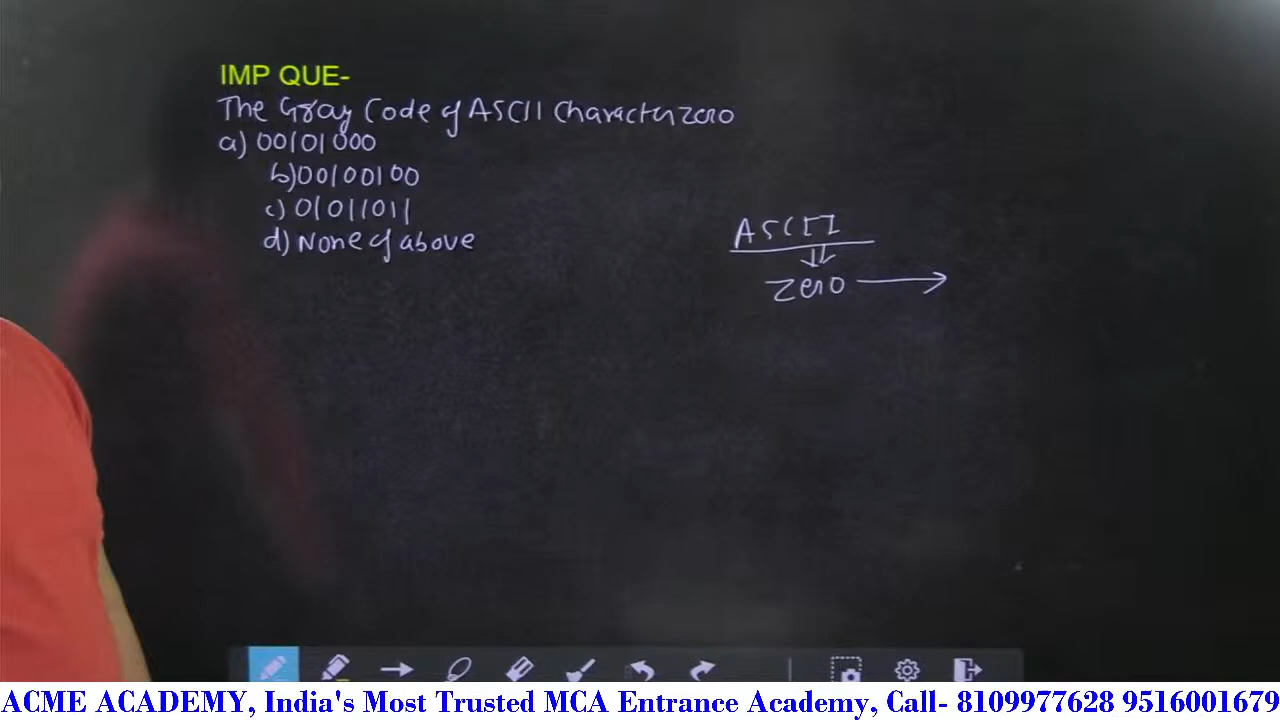 IMP QUE-
The Gray Code of ASCII Character Zero
a) 00101000
b) 00100100
c) 01011011
d) None of above
ASCII
Zero
ACME ACADEMY, India's Most Trusted MCA Entrance Academy, Call- 8109977628 9516001679